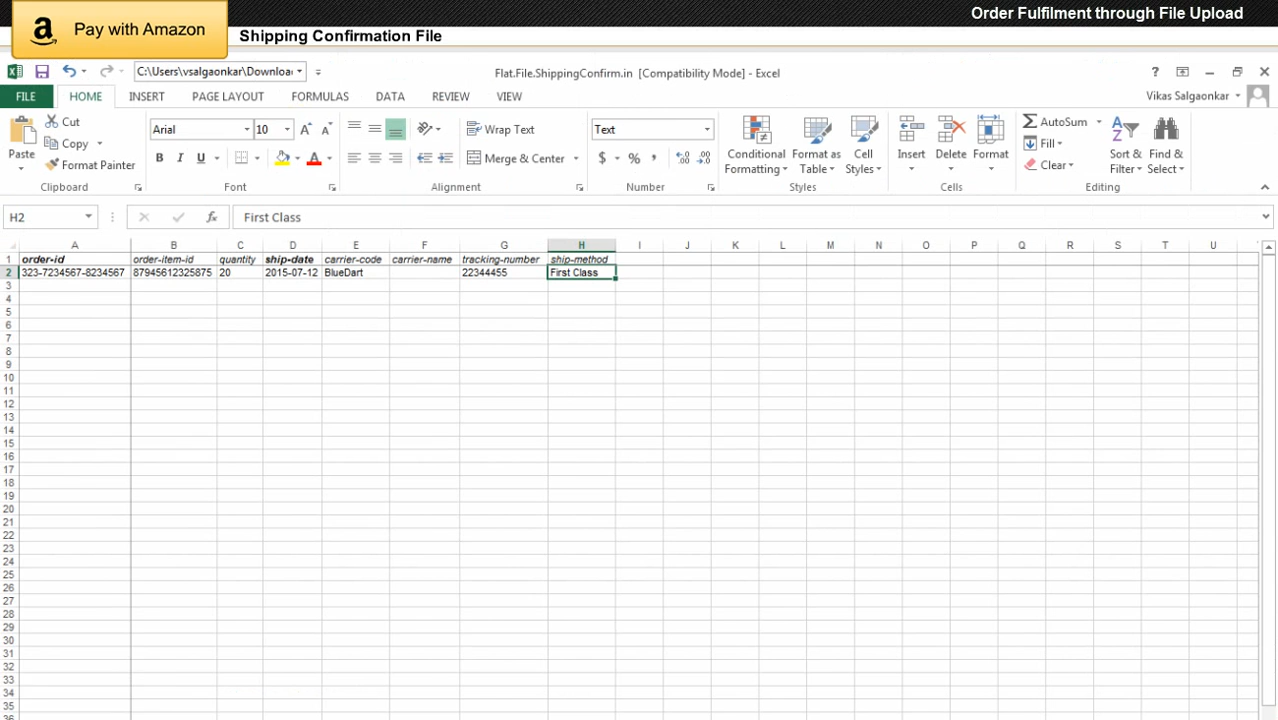 Order Fulfilment through File Upload
a Pay with Amazon
Shipping Confirmation File
C:\Users\vsalgaonkar\Downloa
Flat.File.ShippingConfirm.in [Compatibility Mode] - Excel
?
FILE HOME INSERT PAGE LAYOUT FORMULAS DATA REVIEW VIEW
Vikas Salgaonkar
Paste
Cut
Copy
Format Painter
Clipboard
Arial 10 A A
B I U A
Font
Wrap Text
Merge & Center
Alignment
Text
$ % , .0 .00 .00 .0
Number
Conditional Formatting
Format as Table
Cell Styles
Styles
Insert Delete Format
Cells
AutoSum
Fill
Clear
Sort & Filter
Find & Select
Editing
H2 fx First Class
A B C D E F G H I J K L M N O P Q R S T U
1 order-id order-item-id quantity ship-date carrier-code carrier-name tracking-number ship-method
2 323-7234567-8234567 87945612325875 20 2015-07-12 BlueDart 22344455 First Class
3
4
5
6
7
8
9
10
11
12
13
14
15
16
17
18
19
20
21
22
23
24
25
26
27
28
29
30
31
32
33
34
35
36